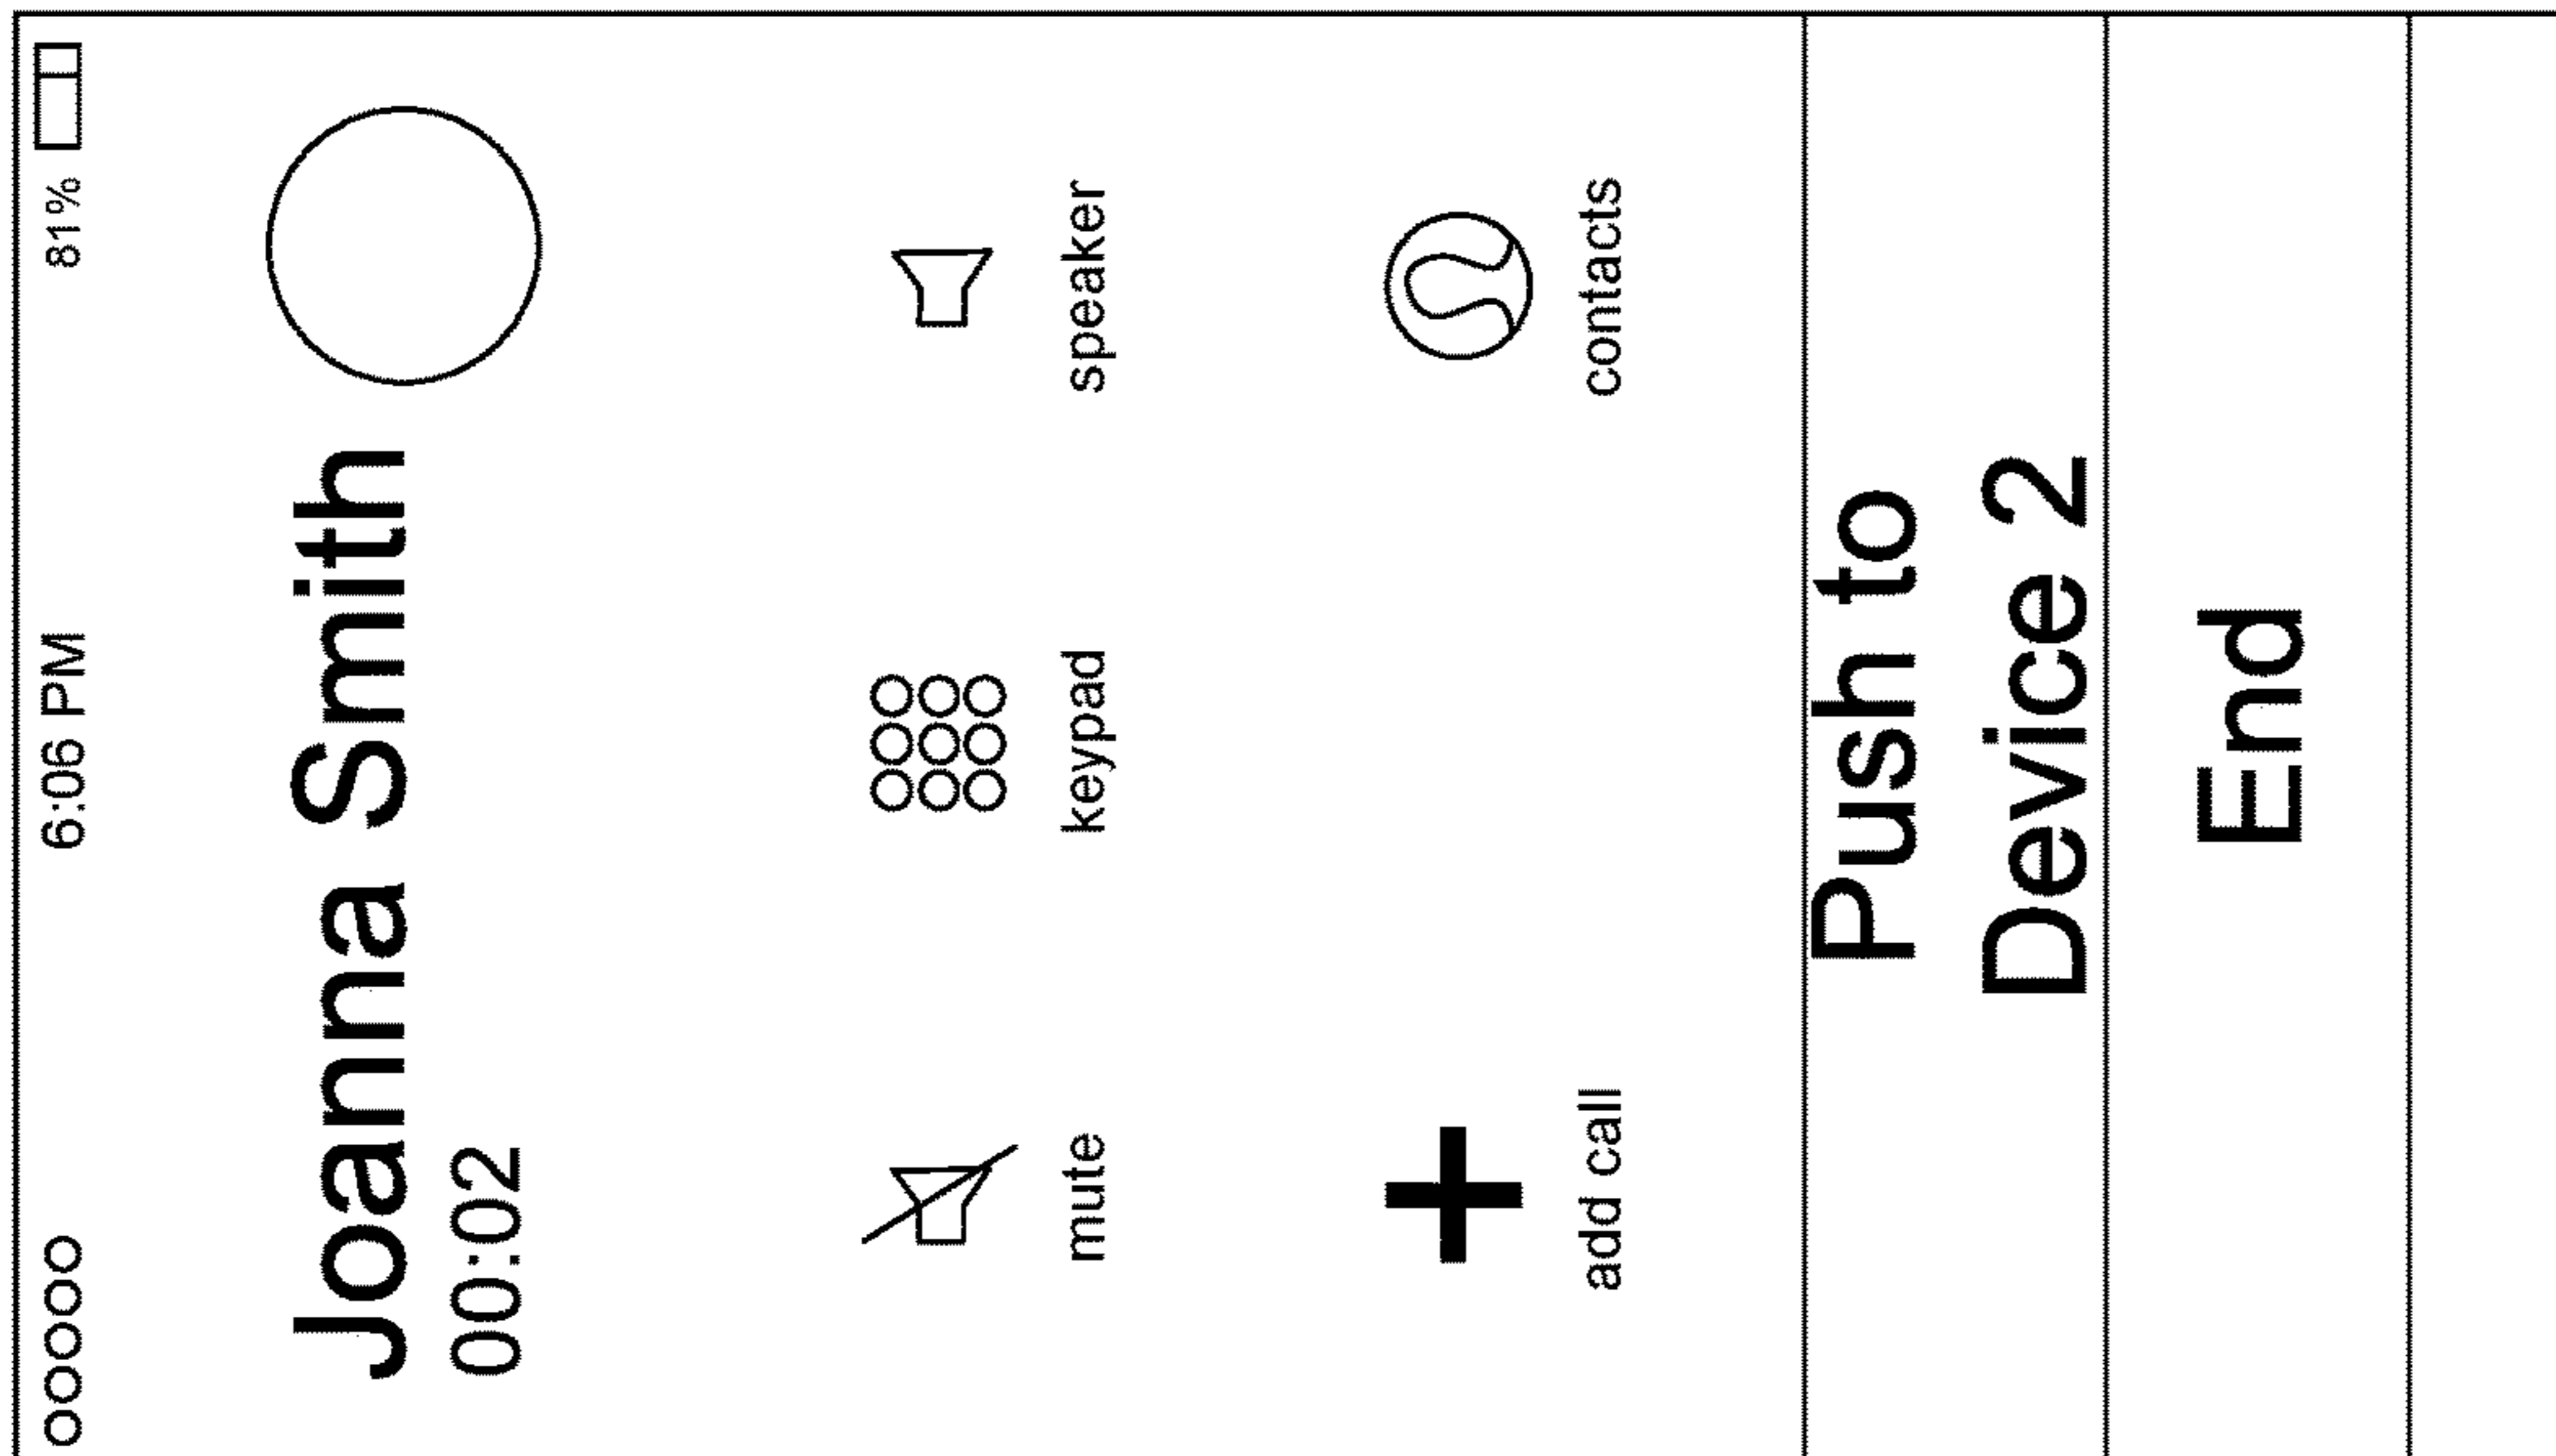 6:06 PM 81%
Joanna Smith
00:02
mute keypad speaker
add call contacts
Push to
Device 2
End